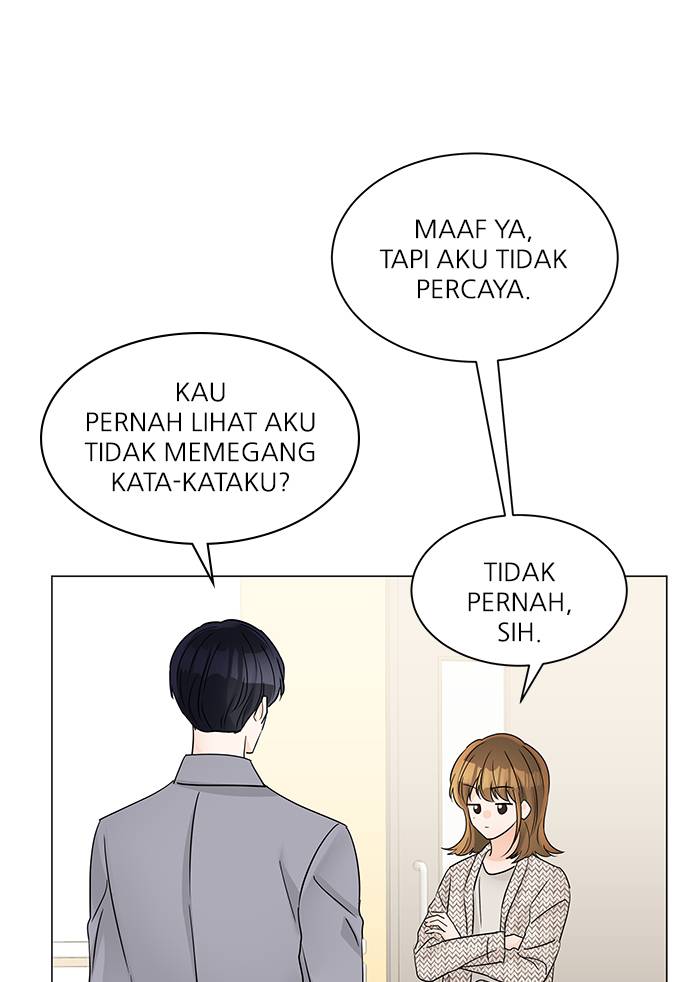 MAAF YA,
TAPI AKU TIDAK
PERCAYA.
KAU
PERNAH LIHAT AKU
TIDAK MEMEGANG
KATA-KATAKU?
TIDAK
PERNAH,
SIH.